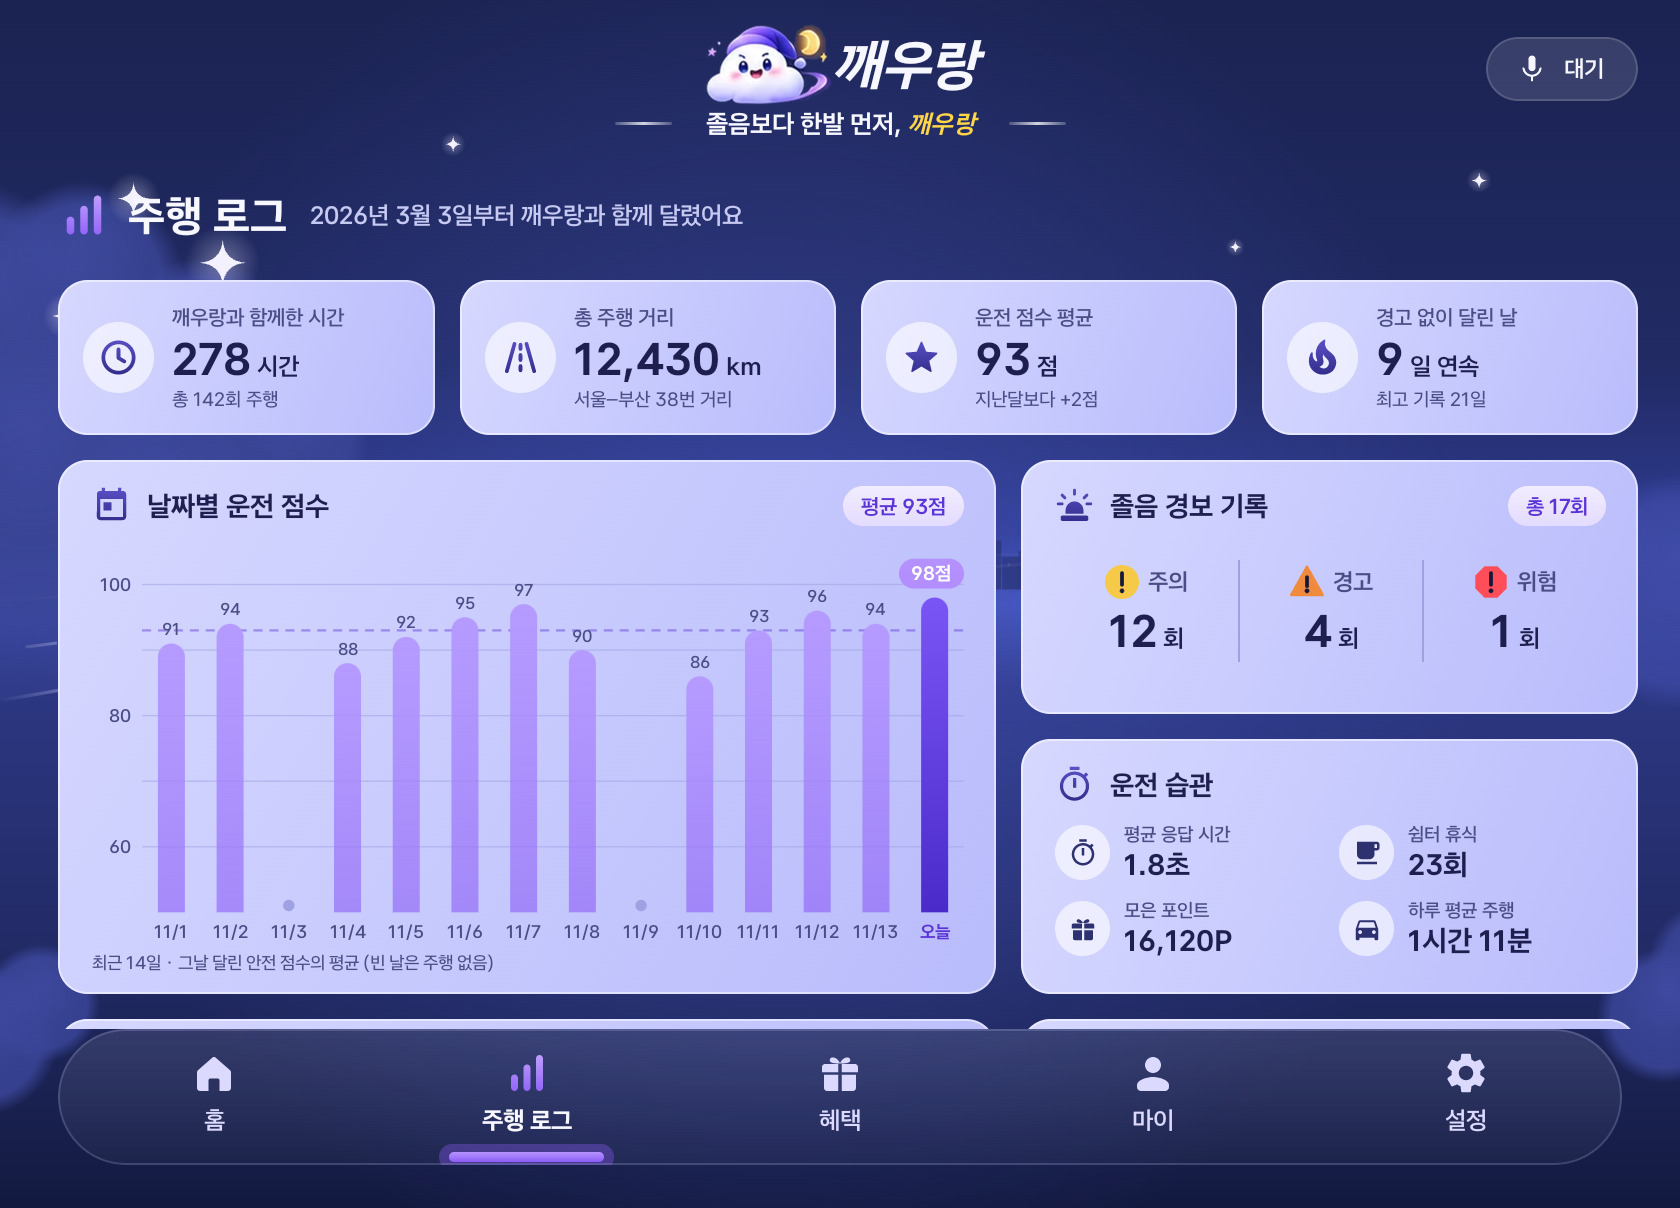 깨우랑
대기
졸음보다 한발 먼저, 깨우랑
주행 로그 2026년 3월 3일부터 깨우랑과 함께 달렸어요
깨우랑과 함께한 시간
278 시간
총 142회 주행
총 주행 거리
12,430 km
서울–부산 38번 거리
운전 점수 평균
93 점
지난달보다 +2점
경고 없이 달린 날
9 일 연속
최고 기록 21일
날짜별 운전 점수
평균 93점
98점
100
80
60
91 94 88 92 95 97 90 86 93 96 94
11/1 11/2 11/3 11/4 11/5 11/6 11/7 11/8 11/9 11/10 11/11 11/12 11/13 오늘
최근 14일 · 그날 달린 안전 점수의 평균 (빈 날은 주행 없음)
졸음 경보 기록
총 17회
주의
12 회
경고
4 회
위험
1 회
운전 습관
평균 응답 시간
1.8초
쉼터 휴식
23회
모은 포인트
16,120P
하루 평균 주행
1시간 11분
홈
주행 로그
혜택
마이
설정